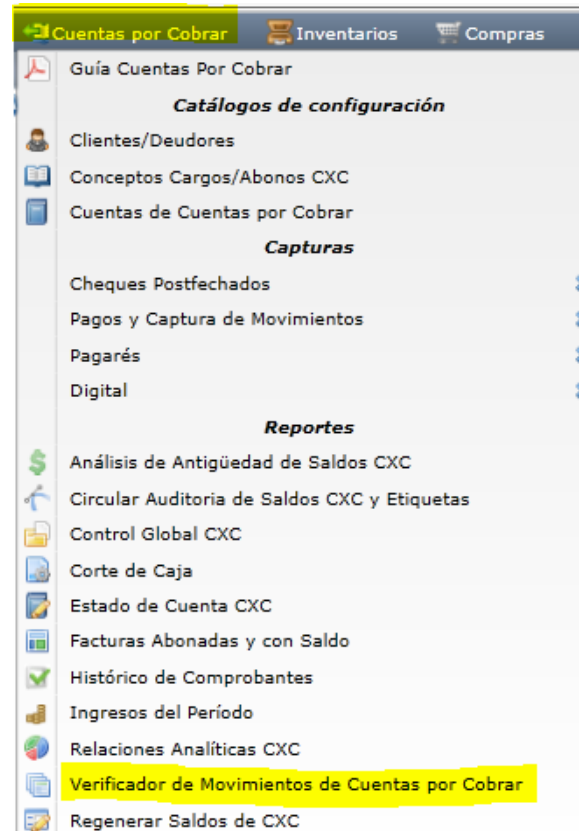 Cuentas por Cobrar Inventarios Compras
Guía Cuentas Por Cobrar
Catálogos de configuración
Clientes/Deudores
Conceptos Cargos/Abonos CXC
Cuentas de Cuentas por Cobrar
Capturas
Cheques Postfechados
Pagos y Captura de Movimientos
Pagarés
Digital
Reportes
Análisis de Antigüedad de Saldos CXC
Circular Auditoria de Saldos CXC y Etiquetas
Control Global CXC
Corte de Caja
Estado de Cuenta CXC
Facturas Abonadas y con Saldo
Histórico de Comprobantes
Ingresos del Período
Relaciones Analíticas CXC
Verificador de Movimientos de Cuentas por Cobrar
Regenerar Saldos de CXC